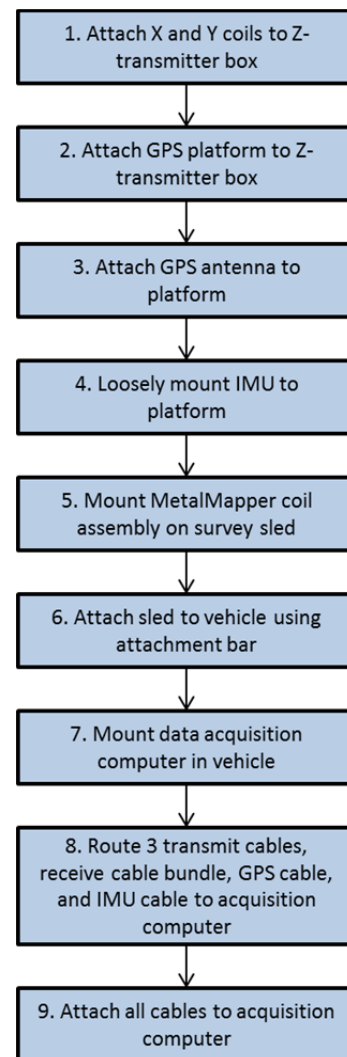 1. Attach X and Y coils to Z-
transmitter box
2. Attach GPS platform to Z-
transmitter box
3. Attach GPS antenna to
platform
4. Loosely mount IMU to
platform
5. Mount MetalMapper coil
assembly on survey sled
6. Attach sled to vehicle using
attachment bar
7. Mount data acquisition
computer in vehicle
8. Route 3 transmit cables,
receive cable bundle, GPS cable,
and IMU cable to acquisition
computer
9. Attach all cables to acquisition
computer